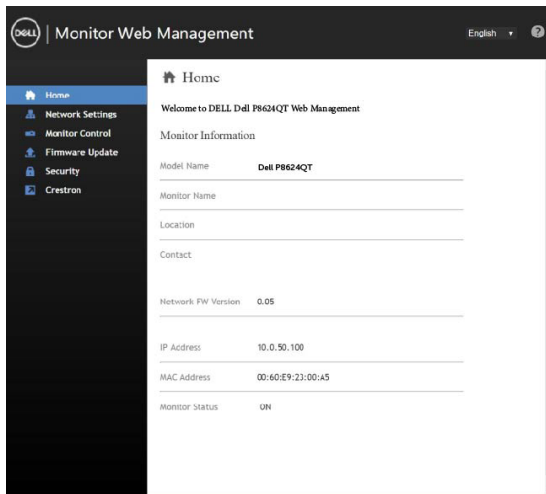 DELL | Monitor Web Management
English
?
Home
Network Settings
Monitor Control
Firmware Update
Security
Crestron
Home
Welcome to DELL Dell P8624QT Web Management
Monitor Information
Model Name Dell P8624QT
Monitor Name
Location
Contact
Network FW Version 0.05
IP Address 10.0.50.100
MAC Address 00:60:E9:23:00:A5
Monitor Status ON